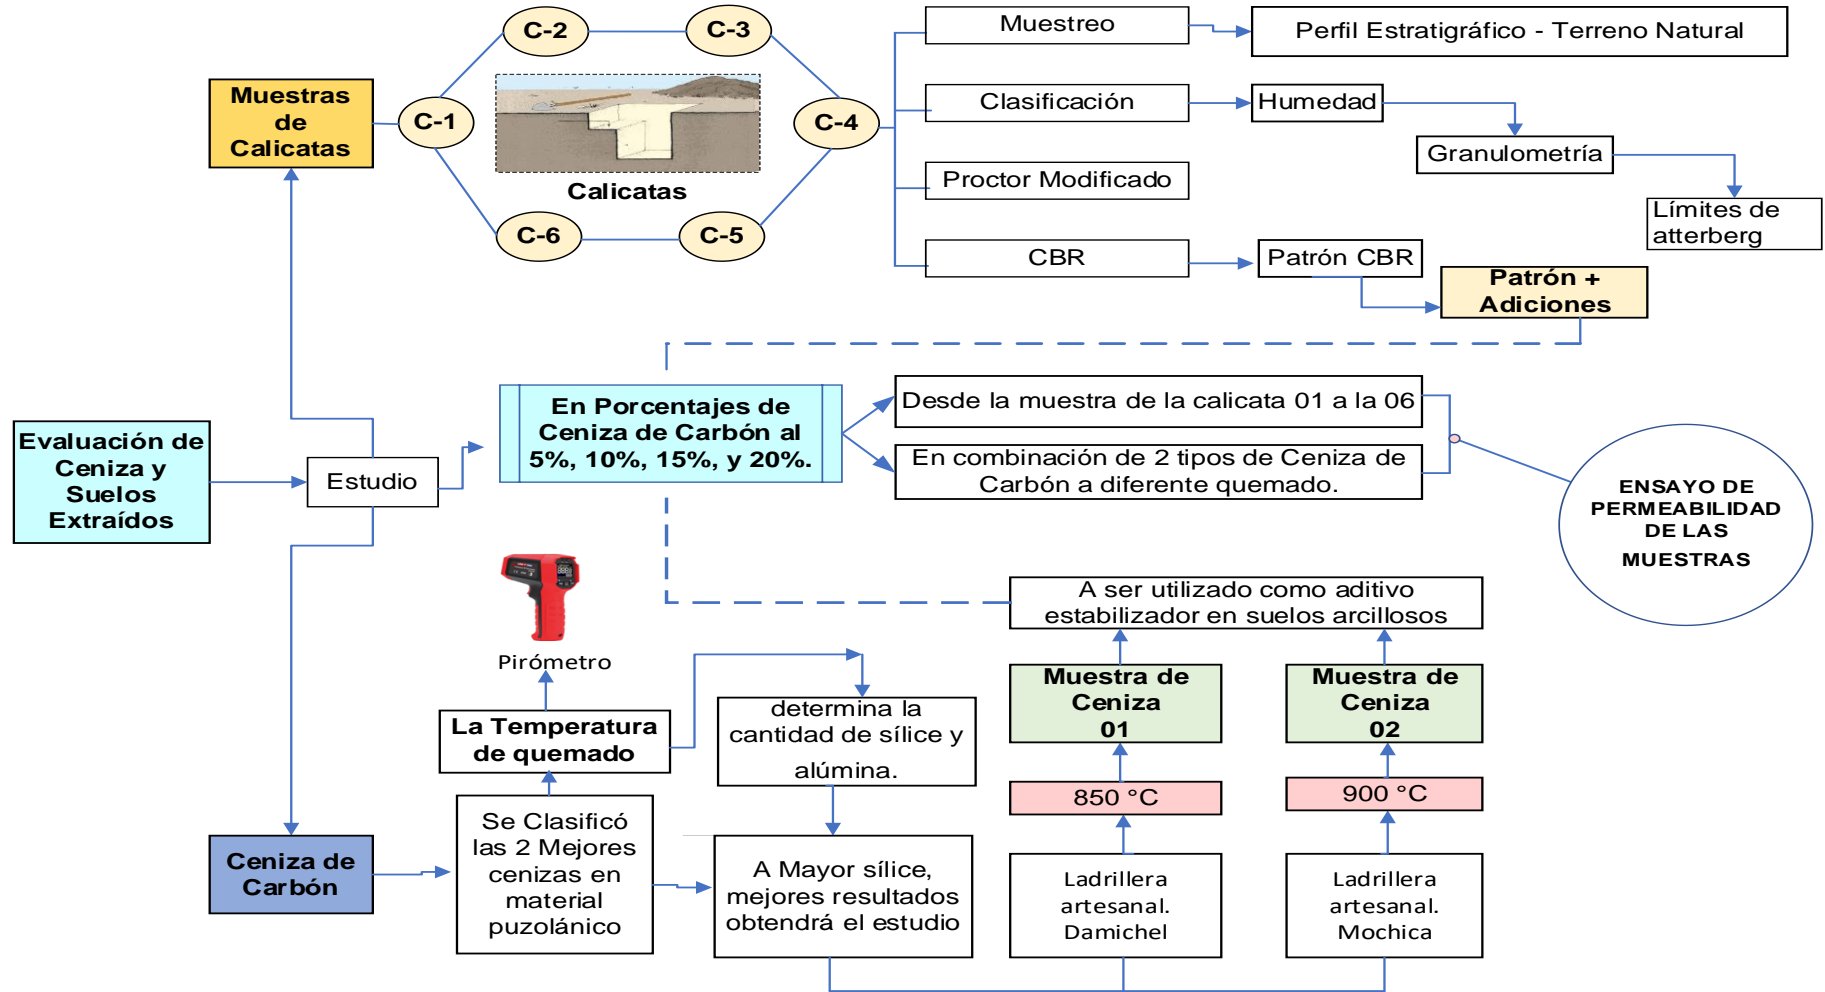 C-2
C-3
Muestreo
Perfil Estratigráfico - Terreno Natural
Muestras
de
Calicatas
C-1
C-4
Clasificación
Humedad
Granulometría
Calicatas
Proctor Modificado
Límites de
atterberg
C-6
C-5
CBR
Patrón CBR
Patrón +
Adiciones
En Porcentajes de
Ceniza de Carbón al
5%, 10%, 15%, y 20%.
Desde la muestra de la calicata 01 a la 06
En combinación de 2 tipos de Ceniza de
Carbón a diferente quemado.
Evaluación de
Ceniza y
Suelos
Extraídos
Estudio
ENSAYO DE
PERMEABILIDAD
DE LAS
MUESTRAS
A ser utilizado como aditivo
estabilizador en suelos arcillosos
Pirómetro
La Temperatura
de quemado
determina la
cantidad de sílice y
alúmina.
Muestra de
Ceniza
01
Muestra de
Ceniza
02
850 °C
900 °C
Ceniza de
Carbón
Se Clasificó
las 2 Mejores
cenizas en
material
puzolánico
A Mayor sílice,
mejores resultados
obtendrá el estudio
Ladrillera
artesanal.
Damichel
Ladrillera
artesanal.
Mochica